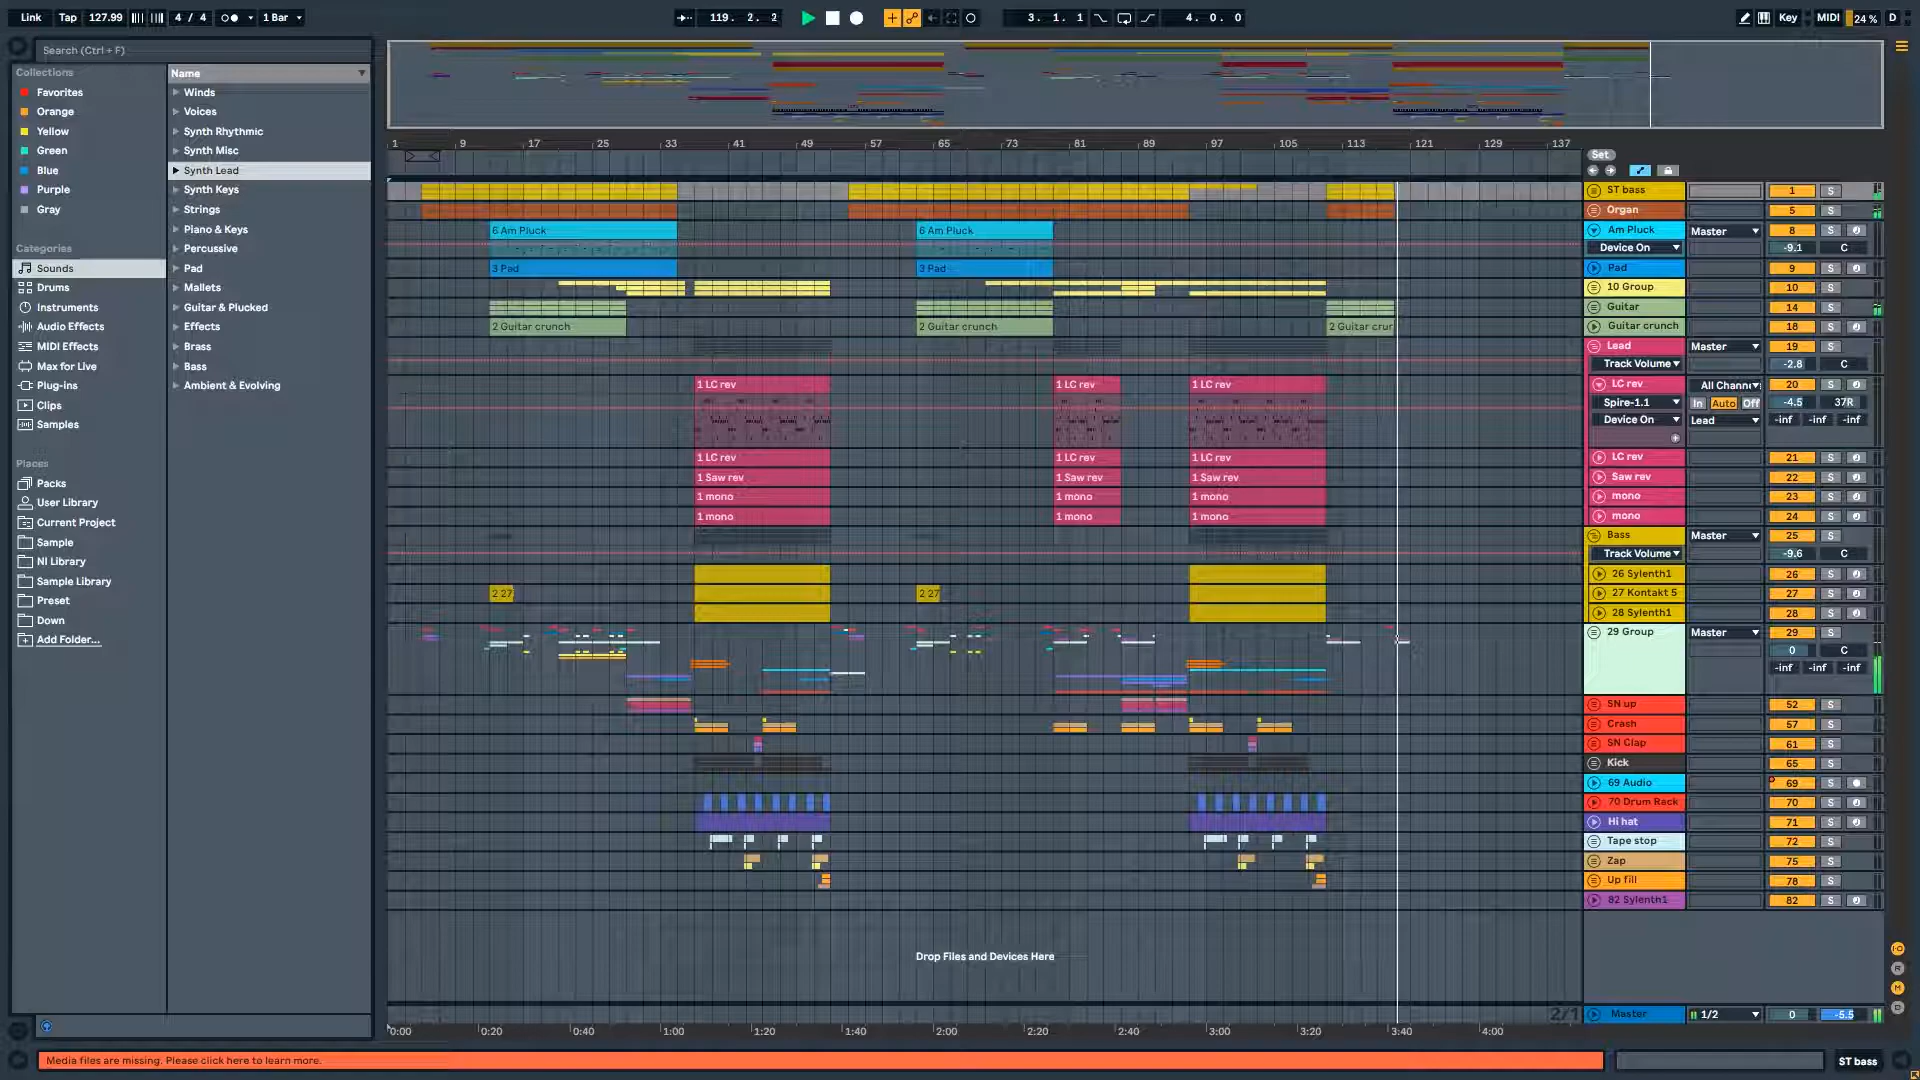 Link Tap 127.99 4 / 4 1 Bar 119. 2. 2 3. 1. 1 4. 0. 0 Key MIDI 24 % D
Search (Ctrl + F)
Collections
Favorites
Orange
Yellow
Green
Blue
Purple
Gray
Categories
Sounds
Drums
Instruments
Audio Effects
MIDI Effects
Max for Live
Plug-ins
Clips
Samples
Places
Packs
User Library
Current Project
Sample
NI Library
Sample Library
Preset
Down
Add Folder...
Name
Winds
Voices
Synth Rhythmic
Synth Misc
Synth Lead
Synth Keys
Strings
Piano & Keys
Percussive
Pad
Mallets
Guitar & Plucked
Effects
Brass
Bass
Ambient & Evolving
1 9 17 25 33 41 49 57 65 73 81 89 97 105 113 121 129 137
Set
6 Am Pluck 6 Am Pluck
3 Pad 3 Pad
2 Guitar crunch 2 Guitar crunch 2 Guitar crur
1 LC rev 1 LC rev 1 LC rev
1 LC rev 1 LC rev 1 LC rev
1 Saw rev 1 Saw rev 1 Saw rev
1 mono 1 mono 1 mono
1 mono 1 mono 1 mono
2 27 2 27
Drop Files and Devices Here
2/1
0:00 0:20 0:40 1:00 1:20 1:40 2:00 2:20 2:40 3:00 3:20 3:40 4:00
ST bass 1 S
Organ 5 S
Am Pluck Master 8 S
Device On -9.1 C
Pad 9 S
10 Group 10 S
Guitar 14 S
Guitar crunch 18 S
Lead Master 19 S
Track Volume -2.8 C
LC rev All Chann 20 S
Spire-1.1 In Auto Off -4.5 37R
Device On Lead -inf -inf -inf
LC rev 21 S
Saw rev 22 S
mono 23 S
mono 24 S
Bass Master 25 S
Track Volume -9.6 C
26 Sylenth1 26 S
27 Kontakt 5 27 S
28 Sylenth1 28 S
29 Group Master 29 S
0 C
-inf -inf -inf
SN up 52 S
Crash 57 S
SN Clap 61 S
Kick 65 S
69 Audio 69 S
70 Drum Rack 70 S
Hi hat 71 S
Tape stop 72 S
Zap 75 S
Up fill 78 S
82 Sylenth1 82 S
Master 1/2 0 -5.5
Media files are missing. Please click here to learn more.
ST bass